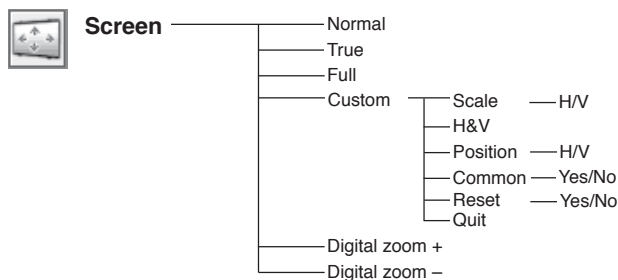 Screen
Normal
True
Full
Custom
Scale
H/V
H&V
Position
H/V
Common
Yes/No
Reset
Yes/No
Quit
Digital zoom +
Digital zoom –